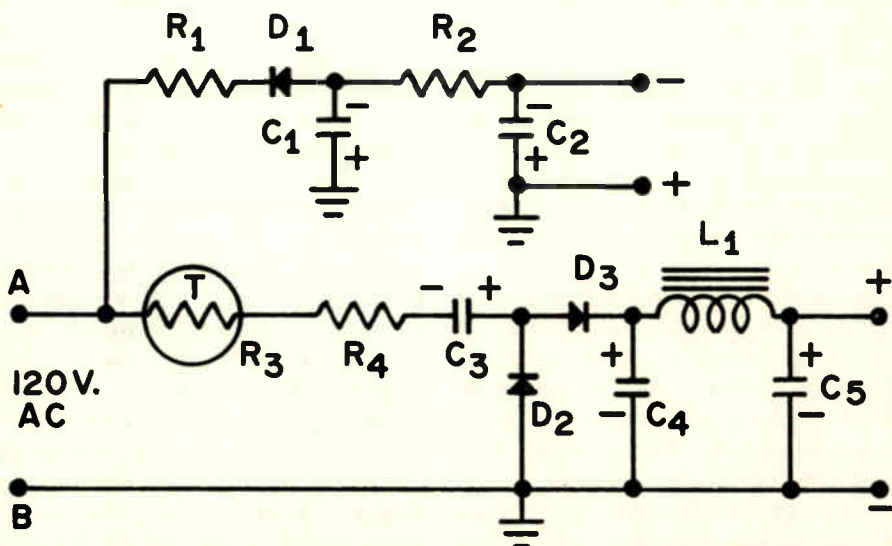 R1 D1 R2
−
− −
C1 C2
+ +
+
L1
D3
A T − + +
R3 R4 C3 + +
120V.
AC
D2 − C4 − C5
B −